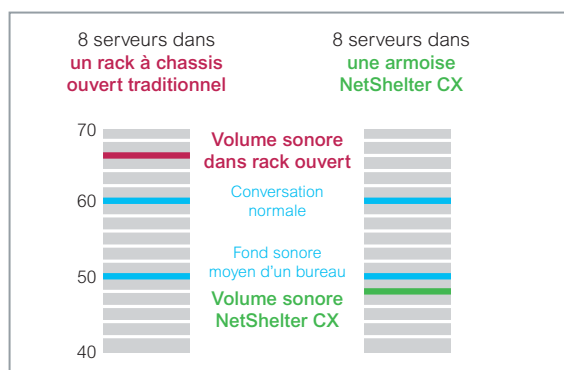 8 serveurs dans
un rack à chassis
ouvert traditionnel
8 serveurs dans
une armoise
NetShelter CX
70
60
50
40
Volume sonore
dans rack ouvert
Conversation
normale
Fond sonore
moyen d'un bureau
Volume sonore
NetShelter CX